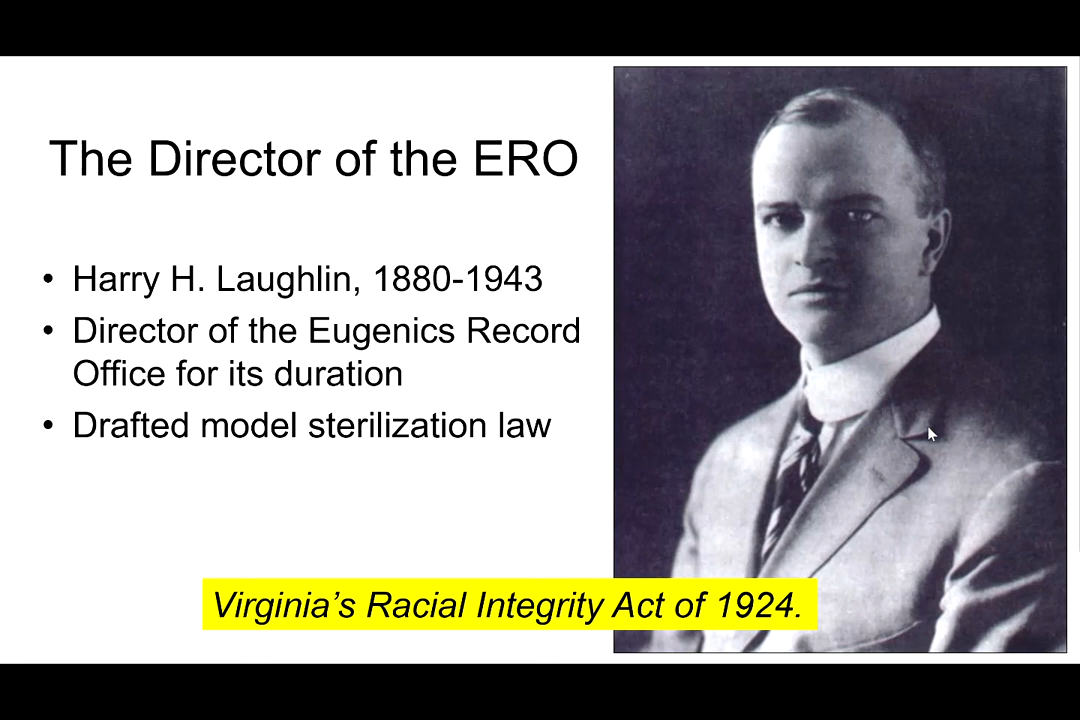 The Director of the ERO
• Harry H. Laughlin, 1880-1943
• Director of the Eugenics Record
Office for its duration
• Drafted model sterilization law
Virginia’s Racial Integrity Act of 1924.